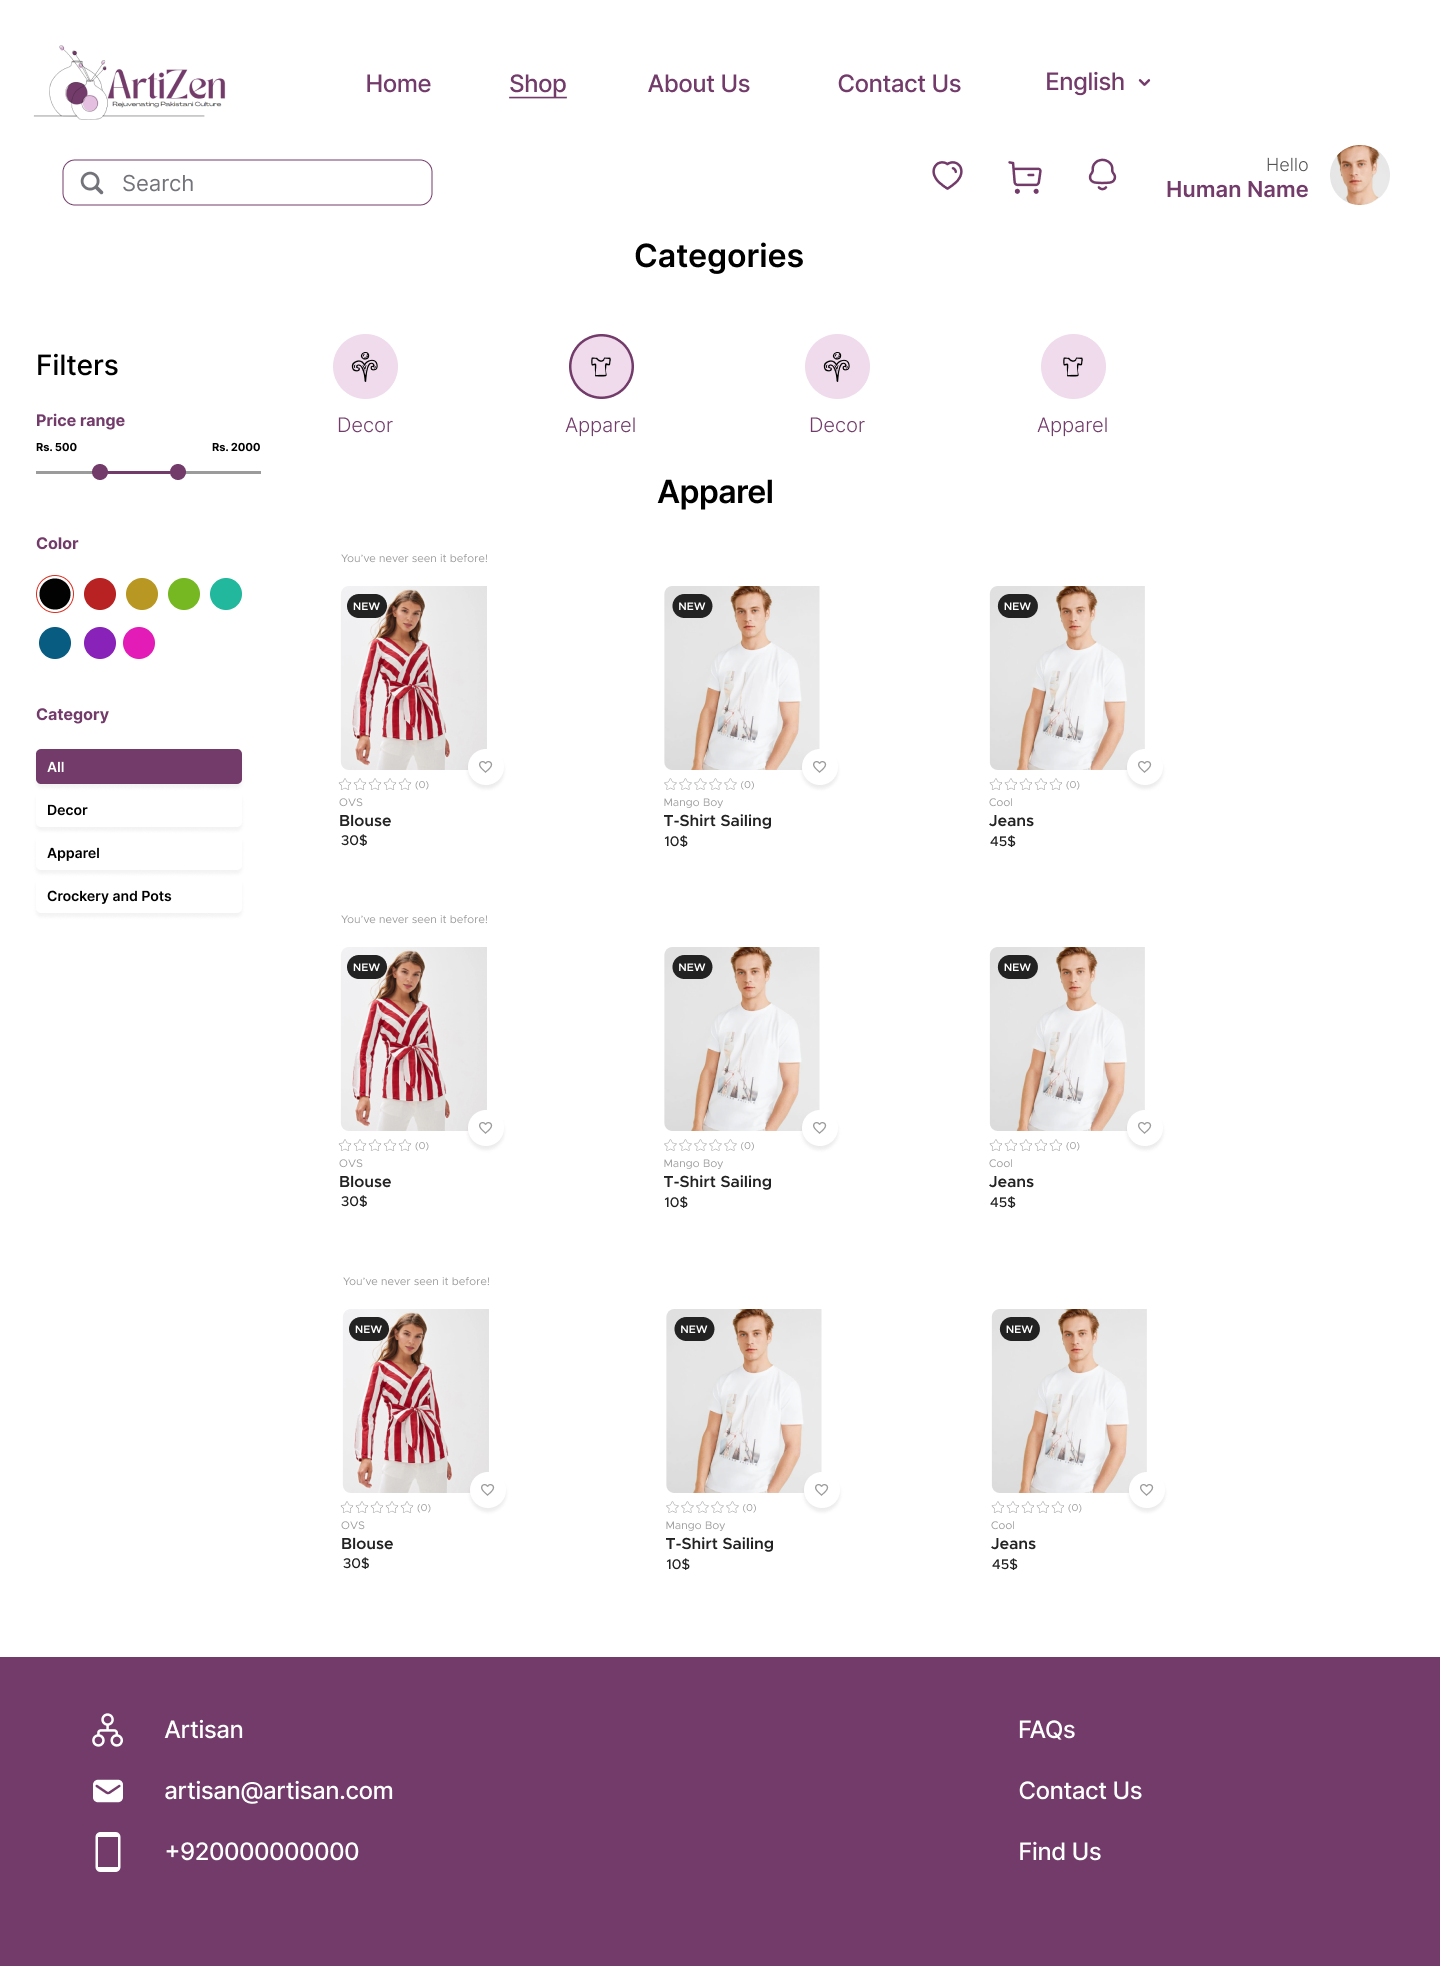 ArtiZen
Rejuvenating Pakistani Culture
Home
Shop
About Us
Contact Us
English
Search
Hello
Human Name
Categories
Filters
Price range
Rs. 500
Rs. 2000
Color
Category
All
Decor
Apparel
Crockery and Pots
Decor
Apparel
Decor
Apparel
Apparel
You've never seen it before!
NEW
(0)
OVS
Blouse
30$
NEW
(0)
Mango Boy
T-Shirt Sailing
10$
NEW
(0)
Cool
Jeans
45$
You've never seen it before!
NEW
(0)
OVS
Blouse
30$
NEW
(0)
Mango Boy
T-Shirt Sailing
10$
NEW
(0)
Cool
Jeans
45$
You've never seen it before!
NEW
(0)
OVS
Blouse
30$
NEW
(0)
Mango Boy
T-Shirt Sailing
10$
NEW
(0)
Cool
Jeans
45$
Artisan
artisan@artisan.com
+920000000000
FAQs
Contact Us
Find Us